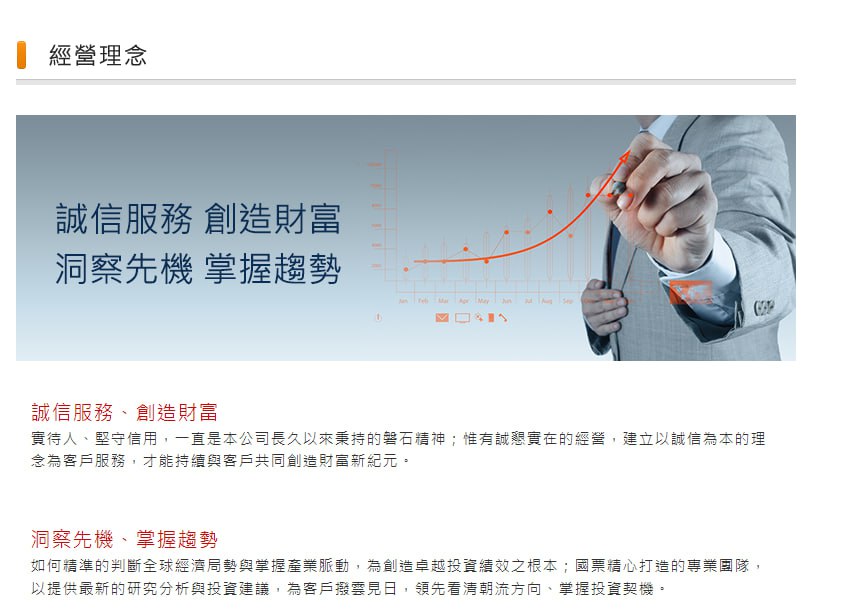 經營理念
誠信服務 創造財富
洞察先機 掌握趨勢
Jan Feb Mar Apr May Jun Jul Aug Sep
誠信服務、創造財富
實待人、堅守信用，一直是本公司長久以來秉持的磐石精神；惟有誠懇實在的經營，建立以誠信為本的理
念為客戶服務，才能持續與客戶共同創造財富新紀元。
洞察先機、掌握趨勢
如何精準的判斷全球經濟局勢與掌握產業脈動，為創造卓越投資績效之根本；國票精心打造的專業團隊，
以提供最新的研究分析與投資建議，為客戶撥雲見日，領先看清朝流方向、掌握投資契機。